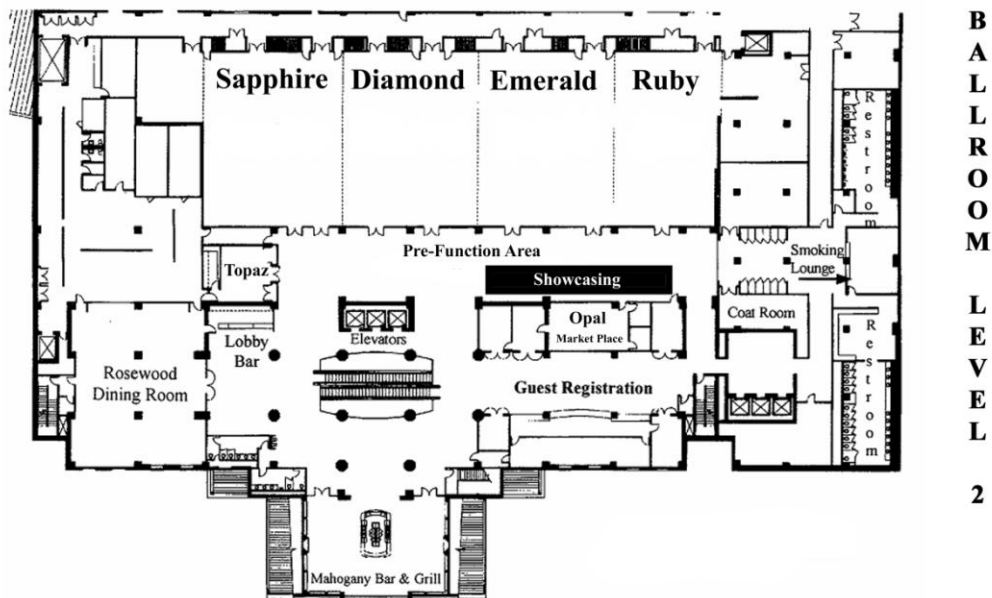 Sapphire
Diamond
Emerald
Ruby
Restroom
Pre-Function Area
Smoking
Lounge
Topaz
Showcasing
Opal
Market Place
Coat Room
Elevators
Lobby
Bar
Rosewood
Dining Room
Guest Registration
Restroom
Mahogany Bar & Grill
BALLROOM LEVEL 2